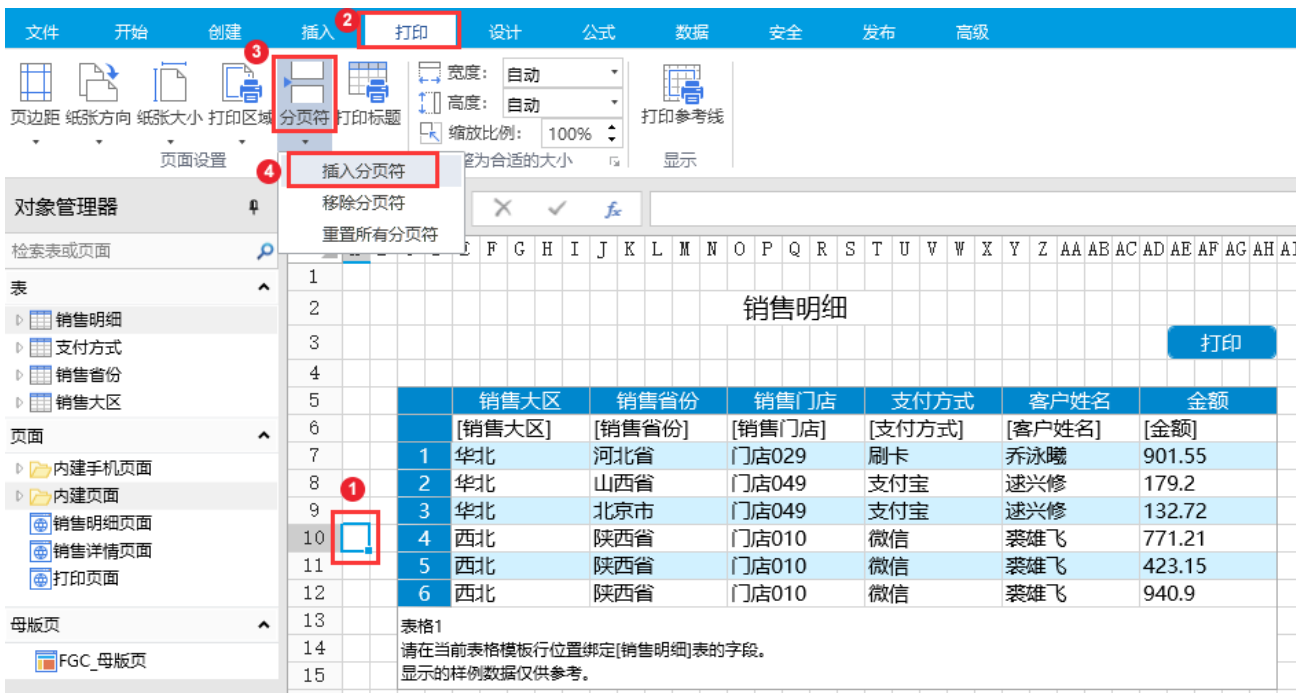 文件 开始 创建 插入 2 打印 设计 公式 数据 安全 发布 高级
3
宽度： 自动
高度： 自动
页边距 纸张方向 纸张大小 打印区域 分页符 打印标题 打印参考线
缩放比例： 100%
页面设置 整为合适的大小 显示
4 插入分页符
移除分页符
重置所有分页符
对象管理器
检索表或页面
E F G H I J K L M N O P Q R S T U V W X Y Z AA AB AC AD AE AF AG AH AI
表
销售明细
支付方式
销售省份
销售大区
页面
内建手机页面
内建页面
销售明细页面
销售详情页面
打印页面
母版页
FGC_母版页
1
2 销售明细
3 打印
4
5 销售大区 销售省份 销售门店 支付方式 客户姓名 金额
6 [销售大区] [销售省份] [销售门店] [支付方式] [客户姓名] [金额]
7 1 华北 河北省 门店029 刷卡 乔泳曦 901.55
8 2 华北 山西省 门店049 支付宝 逑兴修 179.2
1
9 3 华北 北京市 门店049 支付宝 逑兴修 132.72
10 4 西北 陕西省 门店010 微信 裘雄飞 771.21
11 5 西北 陕西省 门店010 微信 裘雄飞 423.15
12 6 西北 陕西省 门店010 微信 裘雄飞 940.9
13 表格1
14 请在当前表格模板行位置绑定[销售明细]表的字段。
15 显示的样例数据仅供参考。